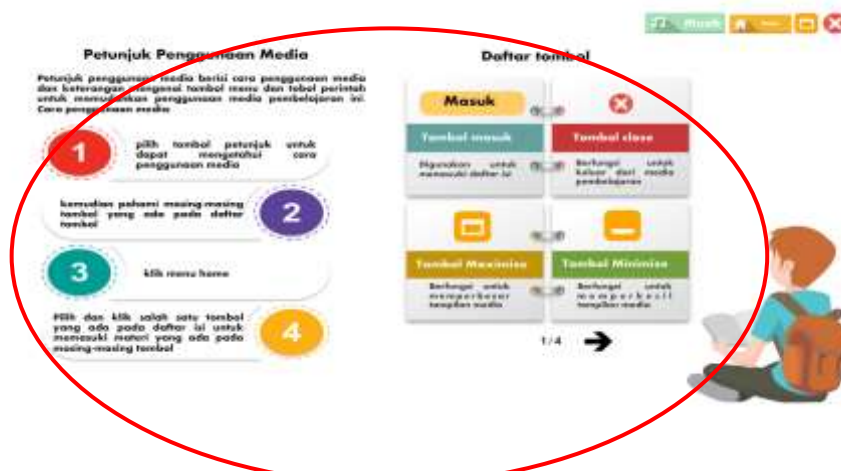 Musik
Petunjuk Penggunaan Media
Petunjuk penggunaan media berisi cara penggunaan media
dan keterangan mengenai tombol menu dan tabel perintah
untuk memudahkan penggunaan media pembelajaran ini.
Cara penggunaan media
1
pilih tombol petunjuk untuk
dapat mengetahui cara
penggunaan media
kemudian pahami masing-masing
tombol yang ada pada daftar
tombol
2
3
klik menu home
Pilih dan klik salah satu tombol
yang ada pada daftar isi untuk
memasuki materi yang ada pada
masing-masing tombol
4
Daftar tombol
Masuk
Tombol masuk
Digunakan untuk
memasuki daftar isi
Tombol close
Berfungsi untuk
keluar dari media
pembelajaran
Tombol Maximize
Berfungsi untuk
memperbesar
tampilan media
Tombol Minimize
Berfungsi untuk
memperkecil
tampilan media
1/4